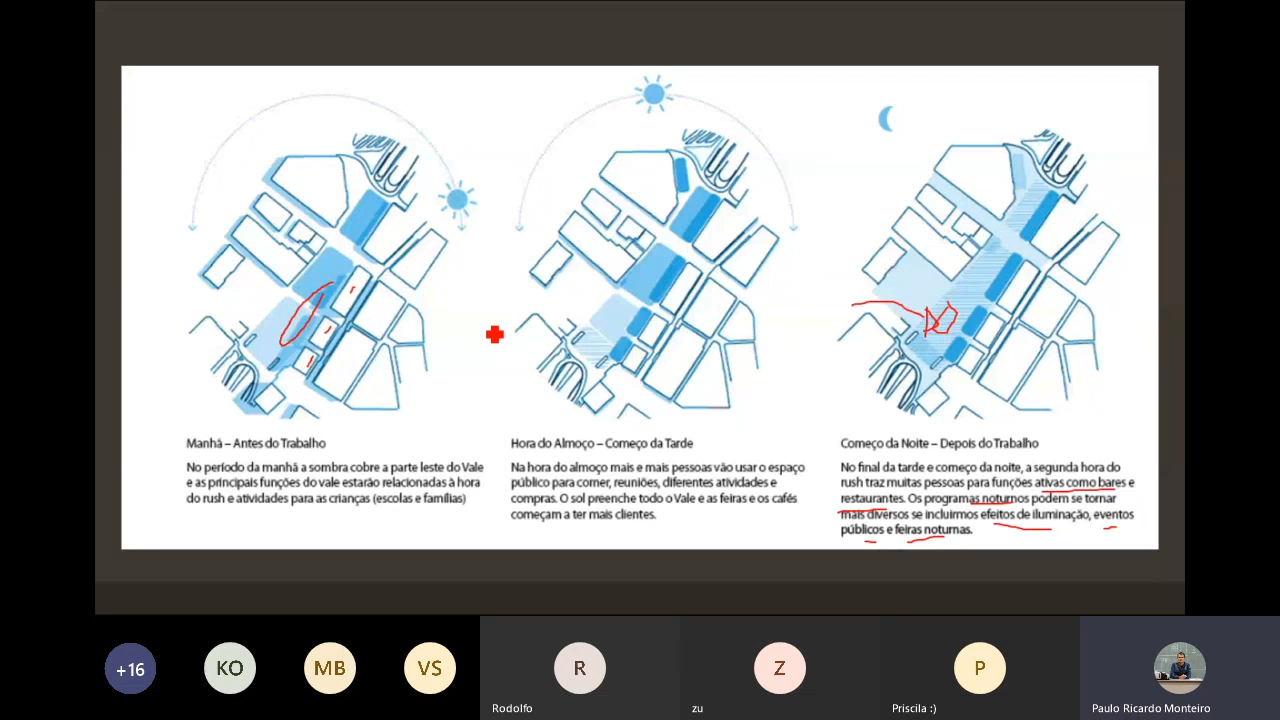 Manhã – Antes do Trabalho
No período da manhã a sombra cobre a parte leste do Vale
e as principais funções do vale estarão relacionadas à hora
do rush e atividades para as crianças (escolas e famílias)
Hora do Almoço – Começo da Tarde
Na hora do almoço mais e mais pessoas vão usar o espaço
público para comer, reuniões, diferentes atividades e
compras. O sol preenche todo o Vale e as feiras e os cafés
começam a ter mais clientes.
Começo da Noite – Depois do Trabalho
No final da tarde e começo da noite, a segunda hora do
rush traz muitas pessoas para funções ativas como bares e
restaurantes. Os programas noturnos podem se tornar
mais diversos se incluirmos efeitos de iluminação, eventos
públicos e feiras noturnas.
+16
KO
MB
VS
R
Rodolfo
Z
zu
P
Priscila :)
Paulo Ricardo Monteiro